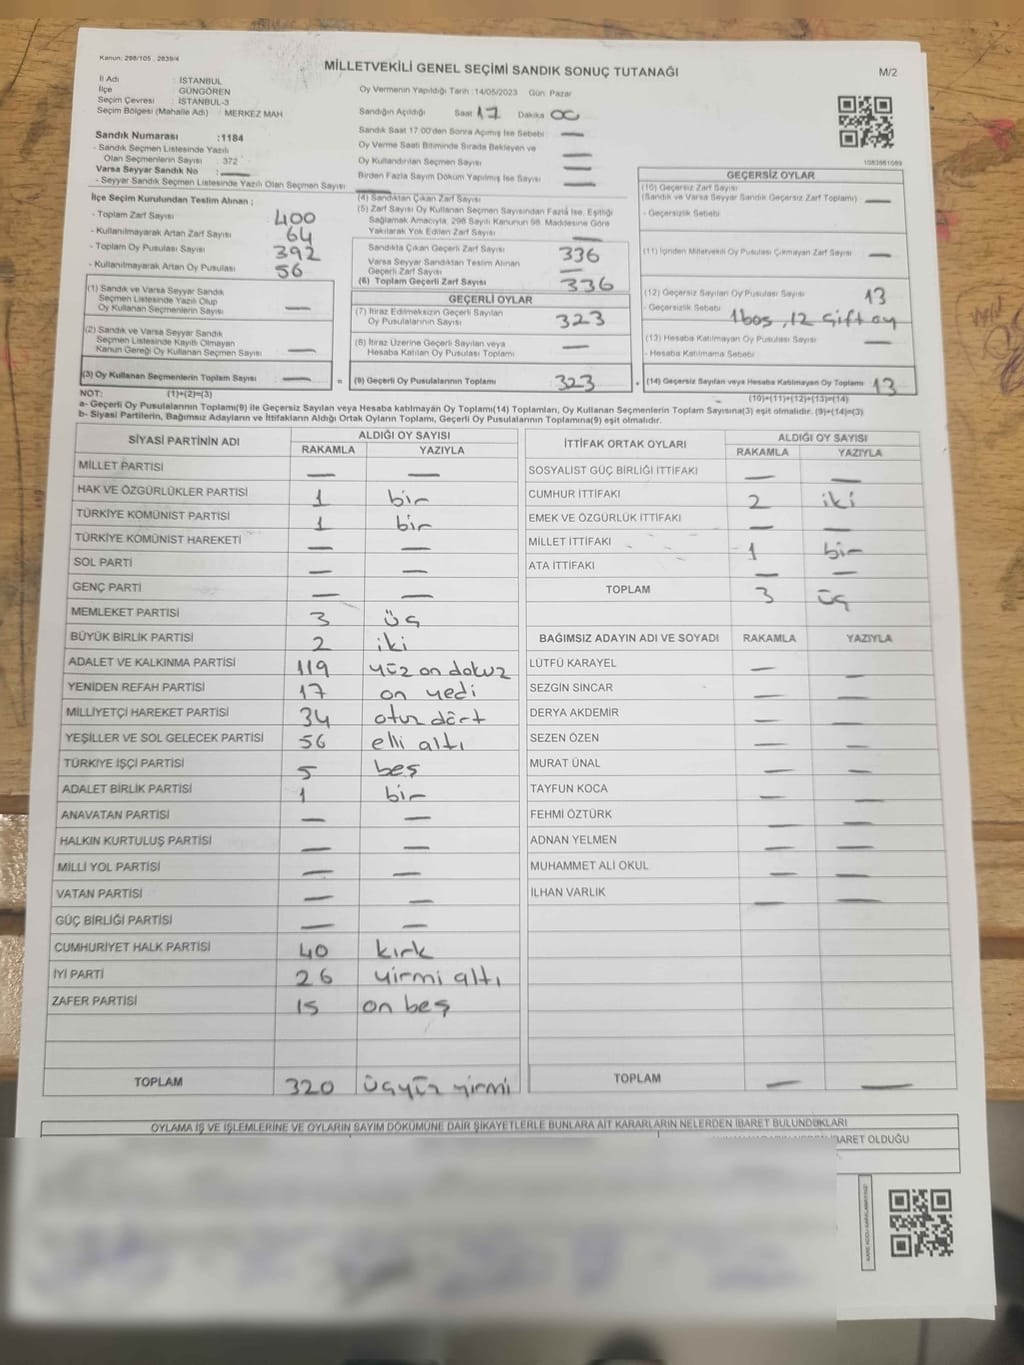 Kanun: 298/105 , 2839/4
MİLLETVEKİLİ GENEL SEÇİMİ SANDIK SONUÇ TUTANAĞI
M/2
İl Adı : İSTANBUL
İlçe GÜNGÖREN
Seçim Çevresi : İSTANBUL-3
Seçim Bölgesi (Mahalle Adı) : MERKEZ MAH
Oy Vermenin Yapıldığı Tarih :14/05/2023 Gün: Pazar
Sandığın Açıldığı Saat 17 Dakika 00
Sandık Saat 17:00'den Sonra Açımış İse Sebebi —
Oy Verme Saati Bitiminde Sırada Bekleyen ve
Oy Kullandırılan Seçmen Sayısı —
Birden Fazla Sayım Döküm Yapılmış İse Sayısı —
Sandık Numarası :1184
- Sandık Seçmen Listesinde Yazılı
Olan Seçmenlerin Sayısı : 372
Varsa Seyyar Sandık No : —
- Seyyar Sandık Seçmen Listesinde Yazılı Olan Seçmen Sayısı —
1083981089
İlçe Seçim Kurulundan Teslim Alınan ;
- Toplam Zarf Sayısı 400
- Kullanılmayarak Artan Zarf Sayısı 64
- Toplam Oy Pusulası Sayısı 392
- Kullanılmayarak Artan Oy Pusulası 56
(1) Sandık ve Varsa Seyyar Sandık
Seçmen Listesinde Yazılı Olup
Oy Kullanan Seçmenlerin Sayısı —
(2) Sandık ve Varsa Seyyar Sandık
Seçmen Listesinde Kayıtlı Olmayan
Kanun Gereği Oy Kullanan Seçmen Sayısı —
(3) Oy Kullanan Seçmenlerin Toplam Sayısı —
(4) Sandıktan Çıkan Zarf Sayısı
(5) Zarf Sayısı Oy Kullanan Seçmen Sayısından Fazla İse, Eşitliği
Sağlamak Amacıyla, 298 Sayılı Kanunun 98. Maddesine Göre
Yakılarak Yok Edilen Zarf Sayısı —
Sandıkta Çıkan Geçerli Zarf Sayısı 336
Varsa Seyyar Sandıktan Teslim Alınan
Geçerli Zarf Sayısı —
(6) Toplam Geçerli Zarf Sayısı 336
GEÇERLİ OYLAR
(7) İtiraz Edilmeksizin Geçerli Sayılan
Oy Pusulalarının Sayısı 323
(8) İtiraz Üzerine Geçerli Sayılan veya
Hesaba Katılan Oy Pusulası Toplamı —
= (9) Geçerli Oy Pusulalarının Toplamı 323
GEÇERSİZ OYLAR
(10) Geçersiz Zarf Sayısı
(Sandık ve Varsa Seyyar Sandık Geçersiz Zarf Toplamı) —
- Geçersizlik Sebebi
(11) İçinden Milletvekili Oy Pusulası Çıkmayan Zarf Sayısı —
(12) Geçersiz Sayılan Oy Pusulası Sayısı 13
- Geçersizlik Sebebi : 1 boş, 12 Çift oy
(13) Hesaba Katılmayan Oy Pusulası Sayısı —
- Hesaba Katılmama Sebebi
+ (14) Geçersiz Sayılan veya Hesaba Katılmayan Oy Toplamı 13
NOT: (1)+(2)=(3)
(10)+(11)+(12)+(13)=(14)
a- Geçerli Oy Pusulalarının Toplamı(9) ile Geçersiz Sayılan veya Hesaba katılmayan Oy Toplamı(14) Toplamları, Oy Kullanan Seçmenlerin Toplam Sayısına(3) eşit olmalıdır. (9)+(14)=(3)
b- Siyasi Partilerin, Bağımsız Adayların ve İttifakların Aldığı Ortak Oyların Toplamı, Geçerli Oy Pusulalarının Toplamına(9) eşit olmalıdır.
SİYASİ PARTİNİN ADI ALDIĞI OY SAYISI
RAKAMLA YAZIYLA
MİLLET PARTİSİ — —
HAK VE ÖZGÜRLÜKLER PARTİSİ 1 bir
TÜRKİYE KOMÜNİST PARTİSİ 1 bir
TÜRKİYE KOMÜNİST HAREKETİ — —
SOL PARTİ — —
GENÇ PARTİ — —
MEMLEKET PARTİSİ 3 üç
BÜYÜK BİRLİK PARTİSİ 2 iki
ADALET VE KALKINMA PARTİSİ 119 yüz on dokuz
YENİDEN REFAH PARTİSİ 17 on yedi
MİLLİYETÇİ HAREKET PARTİSİ 34 otuz dört
YEŞİLLER VE SOL GELECEK PARTİSİ 56 elli altı
TÜRKİYE İŞÇİ PARTİSİ 5 beş
ADALET BİRLİK PARTİSİ 1 bir
ANAVATAN PARTİSİ — —
HALKIN KURTULUŞ PARTİSİ — —
MİLLİ YOL PARTİSİ — —
VATAN PARTİSİ — —
GÜÇ BİRLİĞİ PARTİSİ — —
CUMHURİYET HALK PARTİSİ 40 kırk
İYİ PARTİ 26 yirmi altı
ZAFER PARTİSİ 15 on beş
TOPLAM 320 üçyüz yirmi
İTTİFAK ORTAK OYLARI ALDIĞI OY SAYISI
RAKAMLA YAZIYLA
SOSYALİST GÜÇ BİRLİĞİ İTTİFAKI — —
CUMHUR İTTİFAKI 2 iki
EMEK VE ÖZGÜRLÜK İTTİFAKI — —
MİLLET İTTİFAKI 1 bir
ATA İTTİFAKI — —
TOPLAM 3 üç
BAĞIMSIZ ADAYIN ADI VE SOYADI RAKAMLA YAZIYLA
LÜTFÜ KARAYEL — —
SEZGİN SİNCAR — —
DERYA AKDEMİR — —
SEZEN ÖZEN — —
MURAT ÜNAL — —
TAYFUN KOCA — —
FEHMİ ÖZTÜRK — —
ADNAN YELMEN — —
MUHAMMET ALİ OKUL — —
İLHAN VARLIK — —
TOPLAM — —
OYLAMA İŞ VE İŞLEMLERİNE VE OYLARIN SAYIM DÖKÜMÜNE DAİR ŞİKAYETLERLE BUNLARA AİT KARARLARIN NELERDEN İBARET BULUNDUKLARI
BARET OLDUĞU